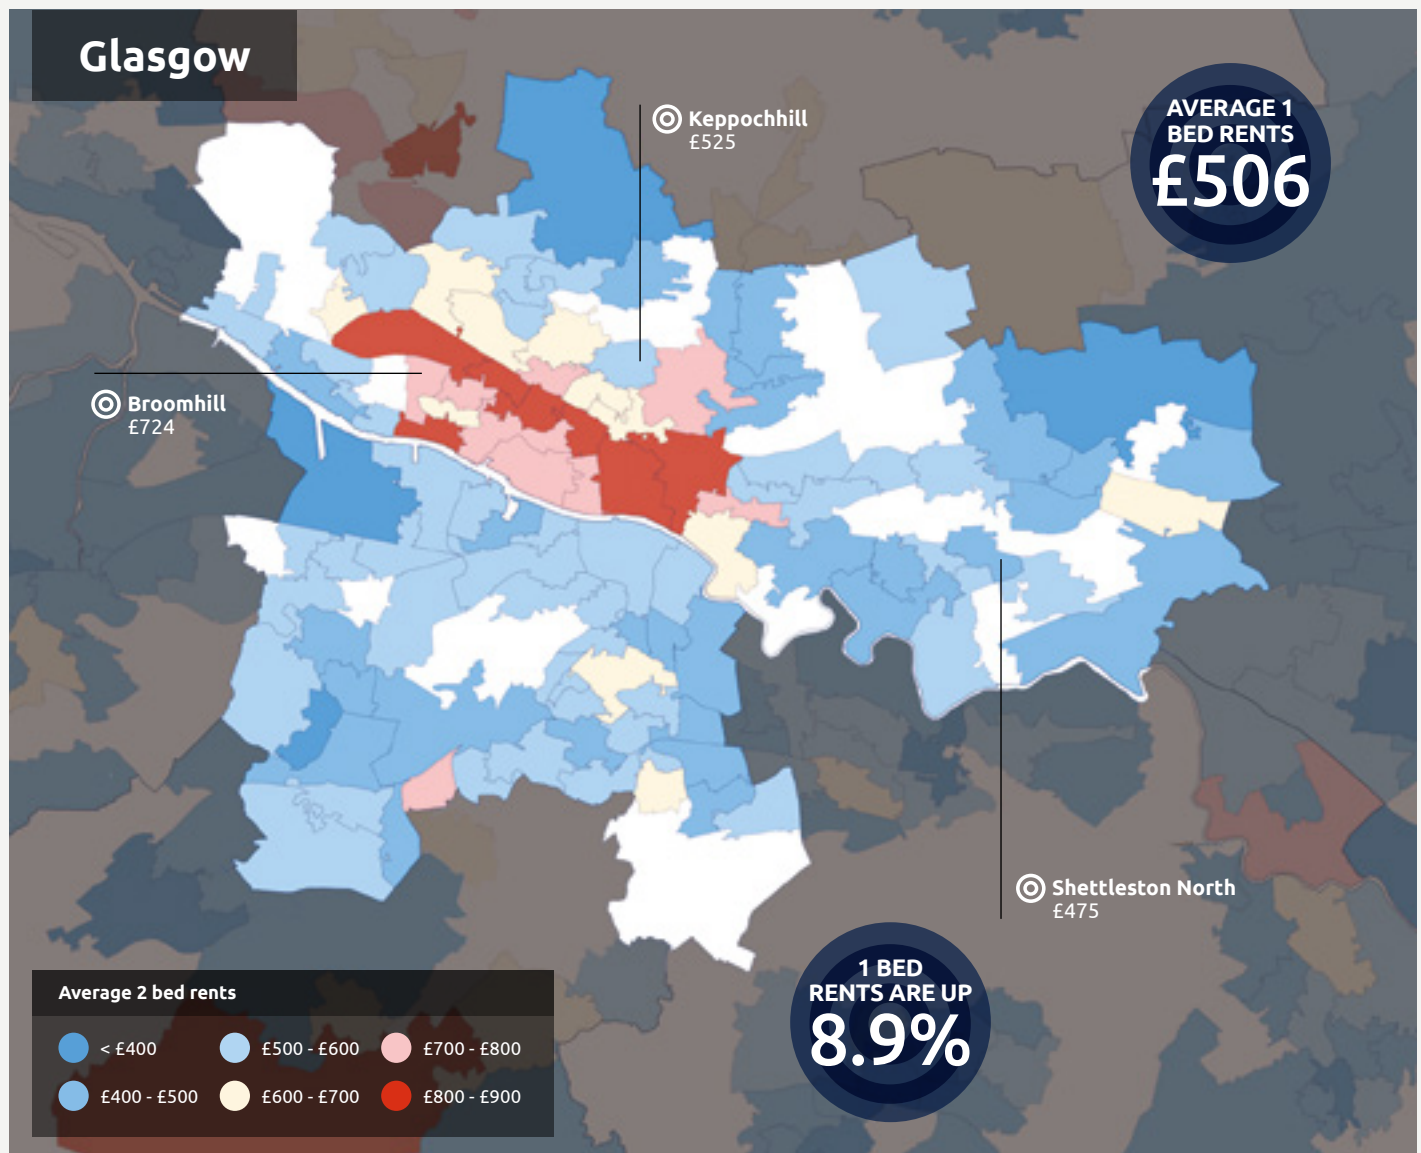 Glasgow
Keppochhill
£525
AVERAGE 1
BED RENTS
£506
Broomhill
£724
Shettleston North
£475
1 BED
RENTS ARE UP
8.9%
Average 2 bed rents
< £400
£500 - £600
£700 - £800
£400 - £500
£600 - £700
£800 - £900